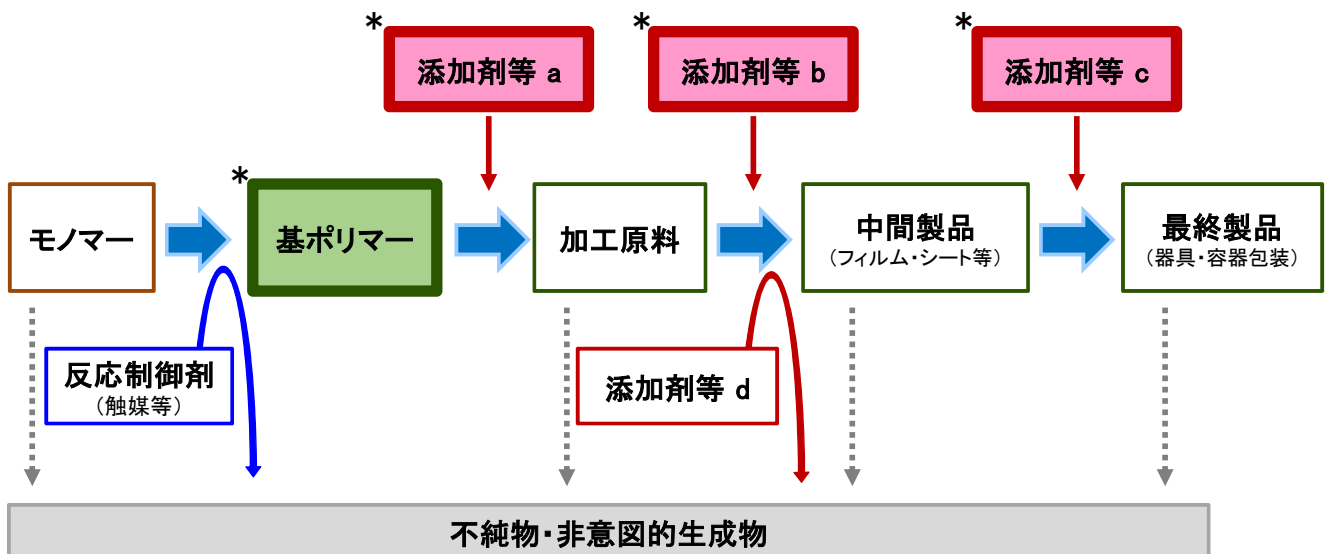 *
添加剤等 a
*
添加剤等 b
*
添加剤等 c
モノマー
*
基ポリマー
加工原料
中間製品
(フィルム・シート等)
最終製品
(器具・容器包装)
反応制御剤
(触媒等)
添加剤等 d
不純物・非意図的生成物